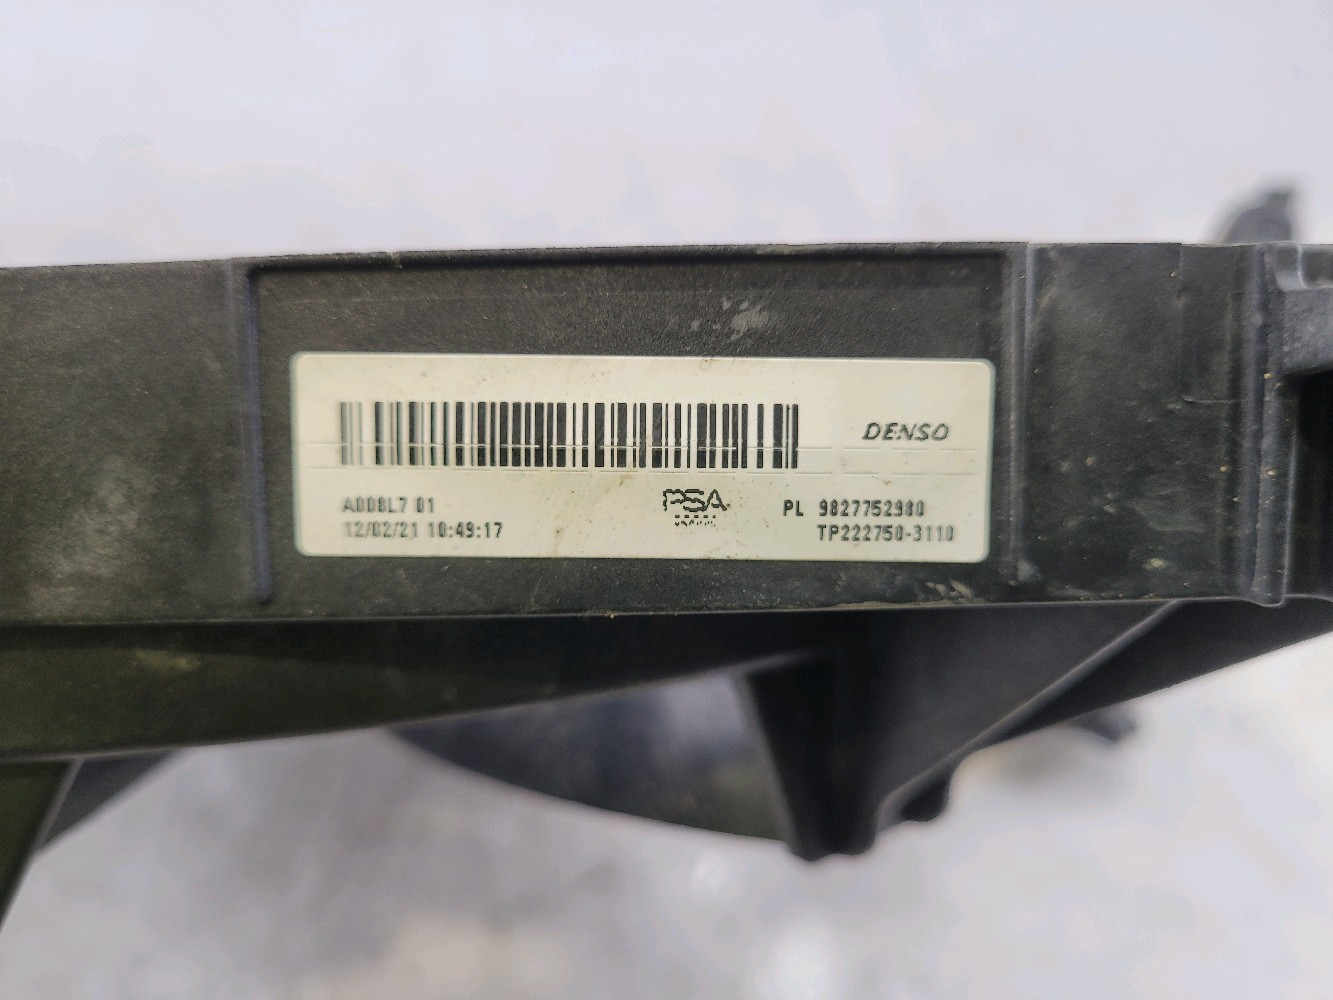 DENSO
A008L7 01
PSA
PL 9827752980
12/02/21 10:49:17
TP222750-3110